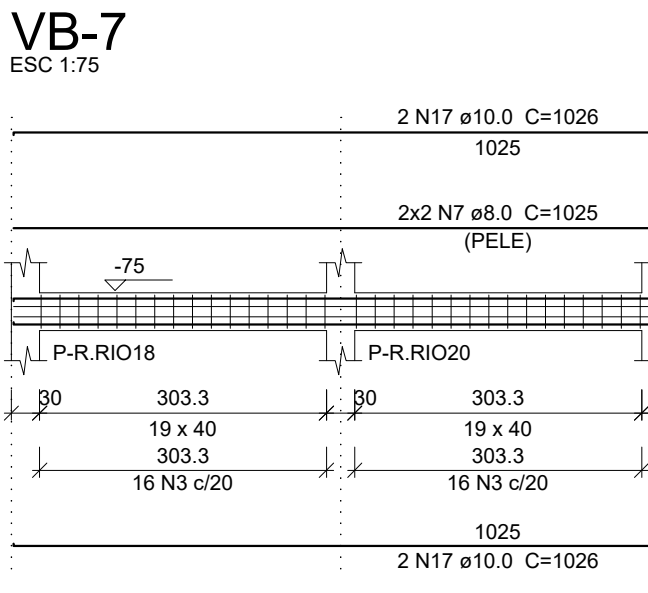 VB-7
ESC 1:75
2 N17 ø10.0 C=1026
1025
2x2 N7 ø8.0 C=1025
(PELE)
-75
P-R.RIO18
P-R.RIO20
30 303.3 30 303.3
19 x 40 19 x 40
303.3 303.3
16 N3 c/20 16 N3 c/20
1025
2 N17 ø10.0 C=1026